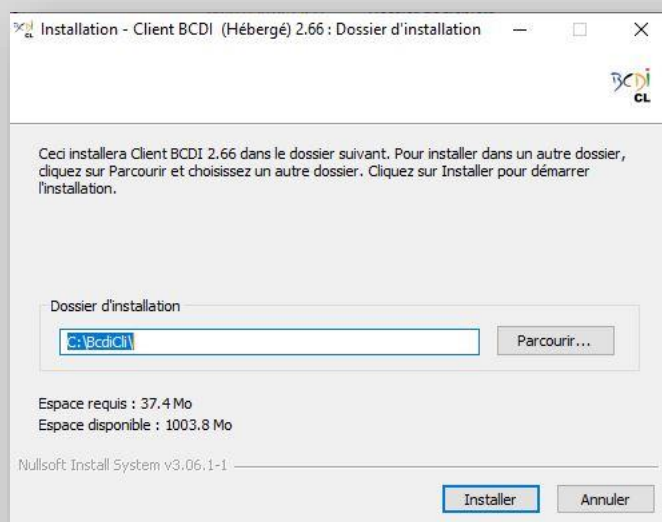 Installation - Client BCDI (Hébergé) 2.66 : Dossier d'installation
BCDI
CL
Ceci installera Client BCDI 2.66 dans le dossier suivant. Pour installer dans un autre dossier,
cliquez sur Parcourir et choisissez un autre dossier. Cliquez sur Installer pour démarrer
l'installation.
Dossier d'installation
C:\BcdiCli\
Parcourir...
Espace requis : 37.4 Mo
Espace disponible : 1003.8 Mo
Nullsoft Install System v3.06.1-1
Installer
Annuler